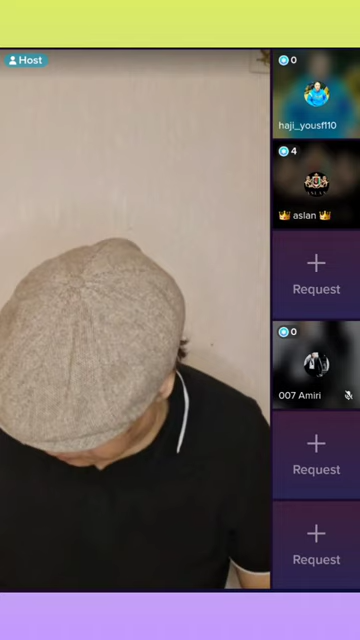 Host
0
haji_yousf110
4
👑 aslan 👑
Request
0
007 Amiri
Request
Request